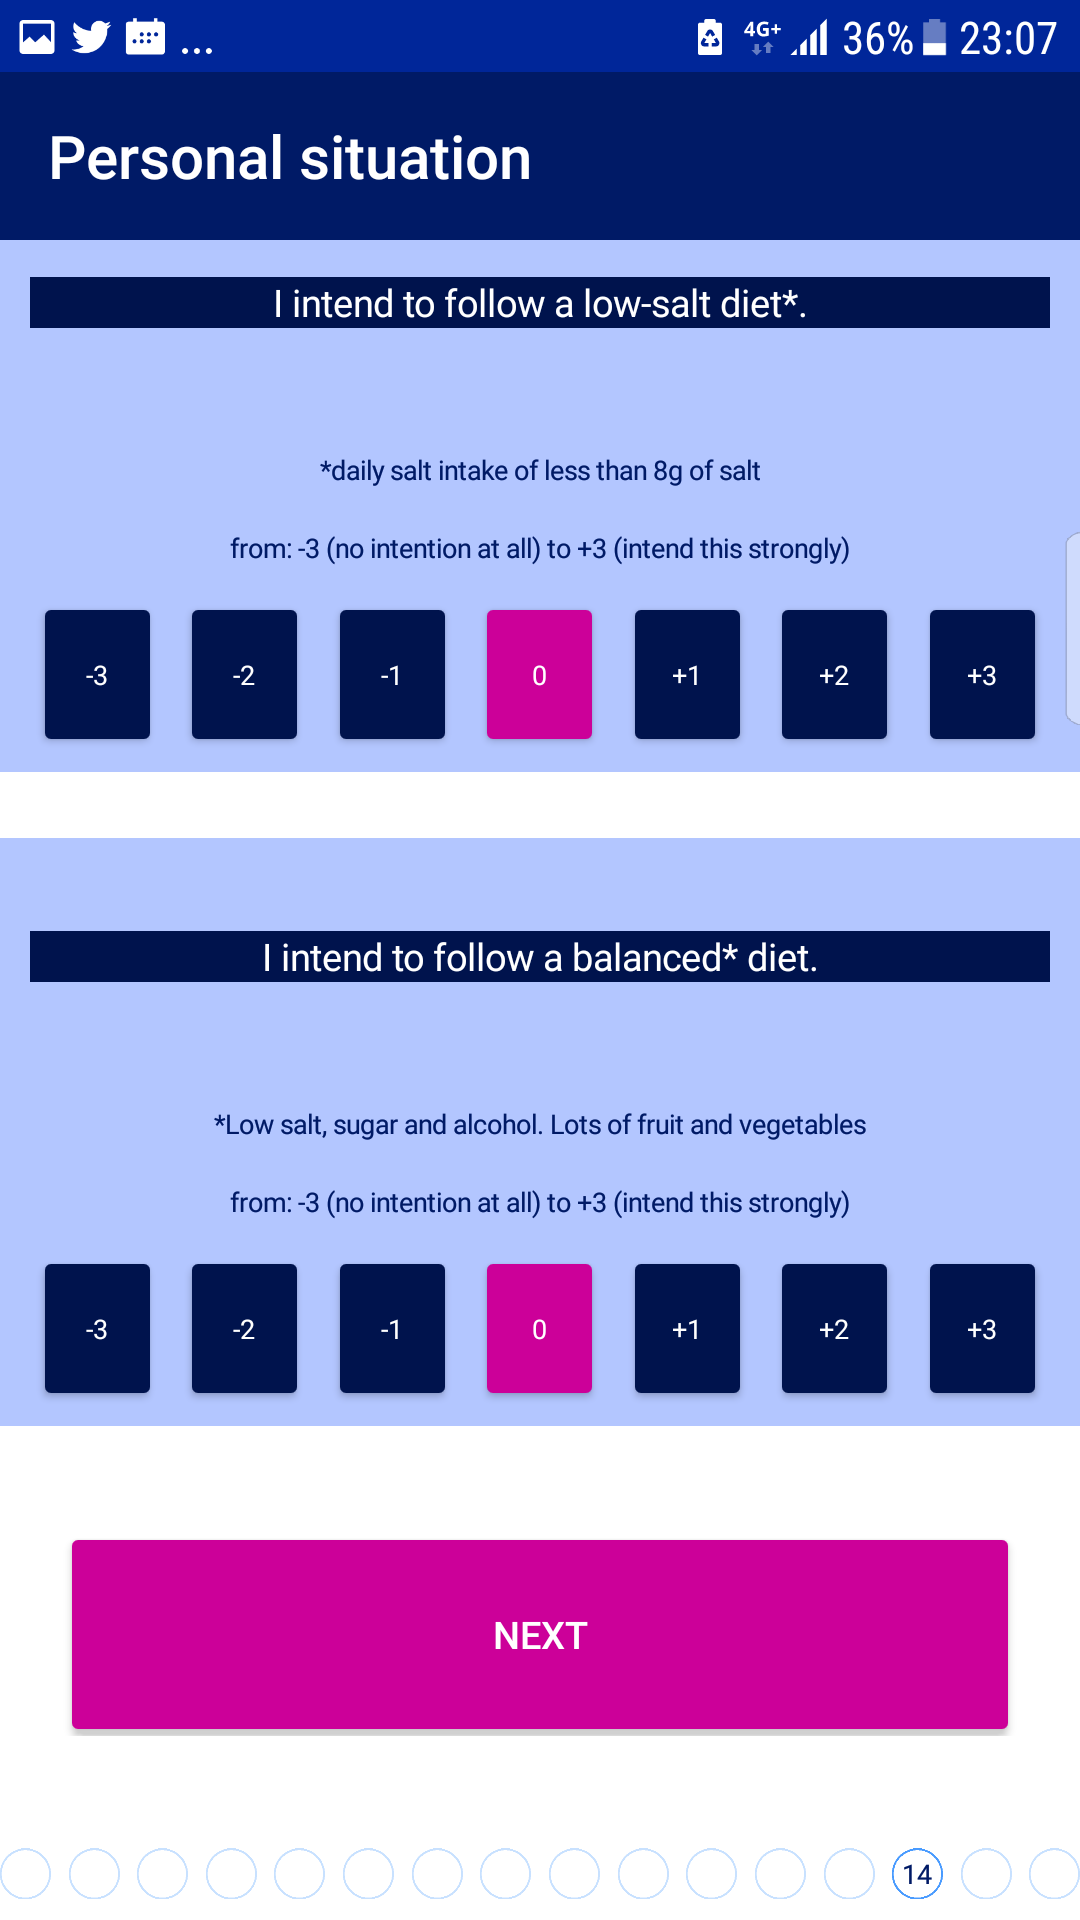 4G+ 36% 23:07
Personal situation
I intend to follow a low-salt diet*.
*daily salt intake of less than 8g of salt
from: -3 (no intention at all) to +3 (intend this strongly)
-3 -2 -1 0 +1 +2 +3
I intend to follow a balanced* diet.
*Low salt, sugar and alcohol. Lots of fruit and vegetables
from: -3 (no intention at all) to +3 (intend this strongly)
-3 -2 -1 0 +1 +2 +3
NEXT
14